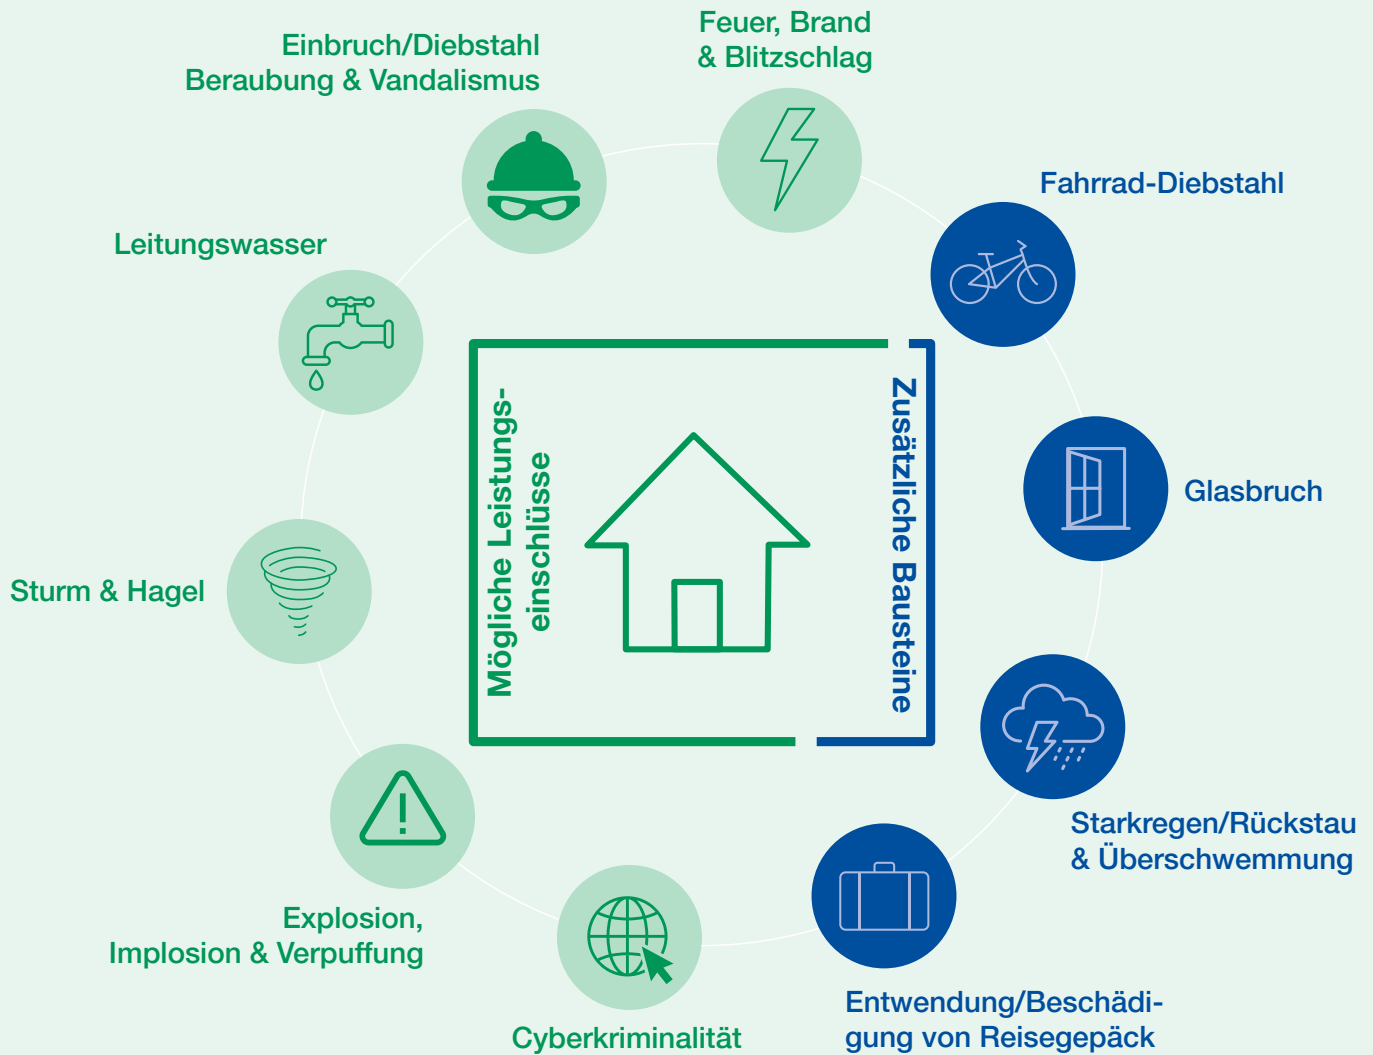 Feuer, Brand
& Blitzschlag
Einbruch/Diebstahl
Beraubung & Vandalismus
Fahrrad-Diebstahl
Leitungswasser
Mögliche Leistungs-
einschlüsse
Zusätzliche Bausteine
Glasbruch
Sturm & Hagel
Starkregen/Rückstau
& Überschwemmung
Explosion,
Implosion & Verpuffung
Entwendung/Beschädi-
gung von Reisegepäck
Cyberkriminalität